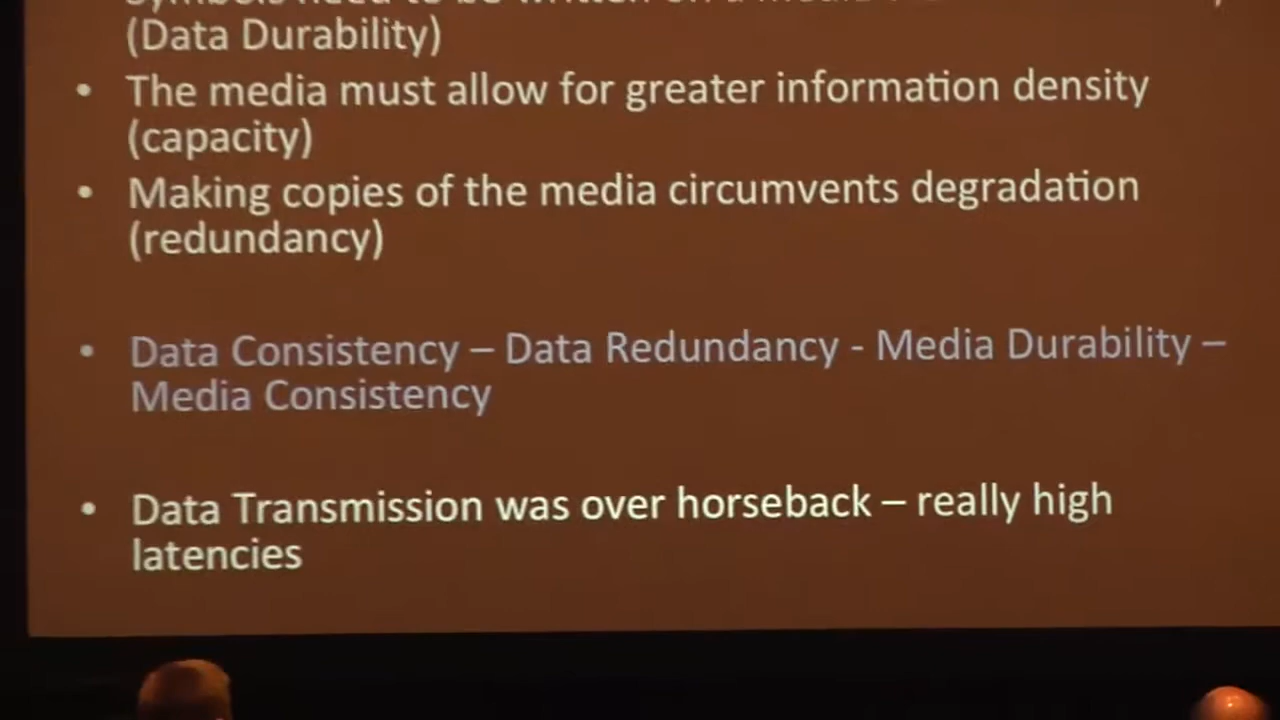 (Data Durability)
• The media must allow for greater information density
(capacity)
• Making copies of the media circumvents degradation
(redundancy)
• Data Consistency – Data Redundancy - Media Durability –
Media Consistency
• Data Transmission was over horseback – really high
latencies